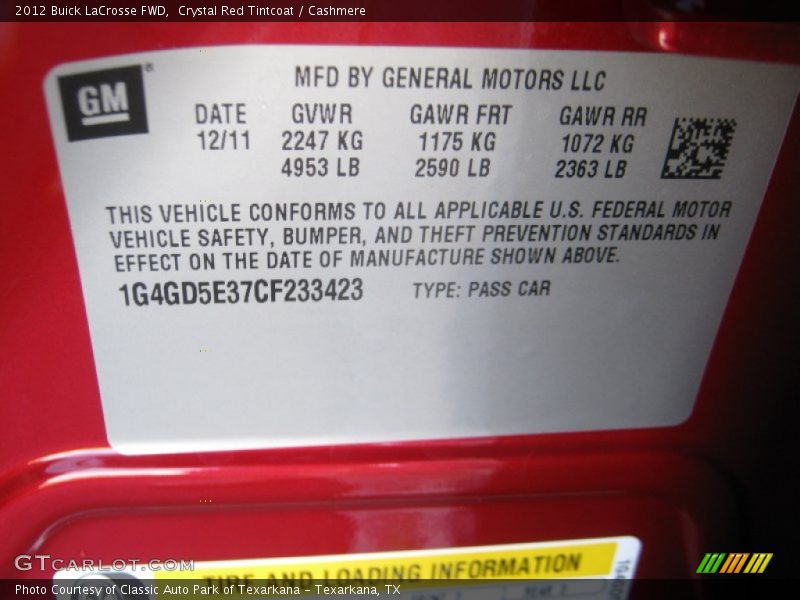 2012 Buick LaCrosse FWD, Crystal Red Tintcoat / Cashmere
GM
MFD BY GENERAL MOTORS LLC
DATE GVWR GAWR FRT GAWR RR
12/11 2247 KG 1175 KG 1072 KG
4953 LB 2590 LB 2363 LB
THIS VEHICLE CONFORMS TO ALL APPLICABLE U.S. FEDERAL MOTOR
VEHICLE SAFETY, BUMPER, AND THEFT PREVENTION STANDARDS IN
EFFECT ON THE DATE OF MANUFACTURE SHOWN ABOVE.
1G4GD5E37CF233423 TYPE: PASS CAR
GTCARLOT.COM
TIRE AND LOADING INFORMATION
Photo Courtesy of Classic Auto Park of Texarkana - Texarkana, TX